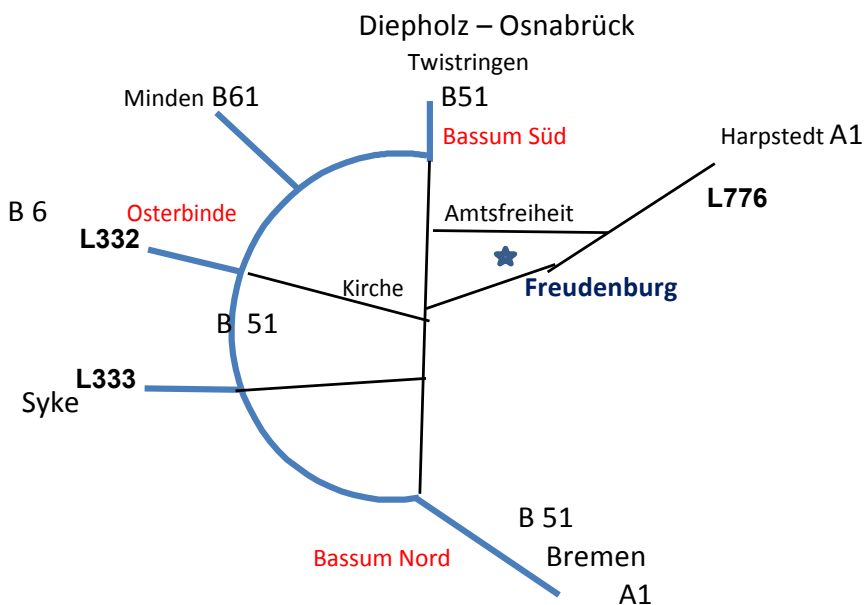 Diepholz – Osnabrück
Twistringen
Minden B61
B51
Bassum Süd
Harpstedt A1
L776
B 6
Osterbinde
L332
Amtsfreiheit
Kirche
Freudenburg
B 51
L333
Syke
B 51
Bassum Nord
Bremen
A1